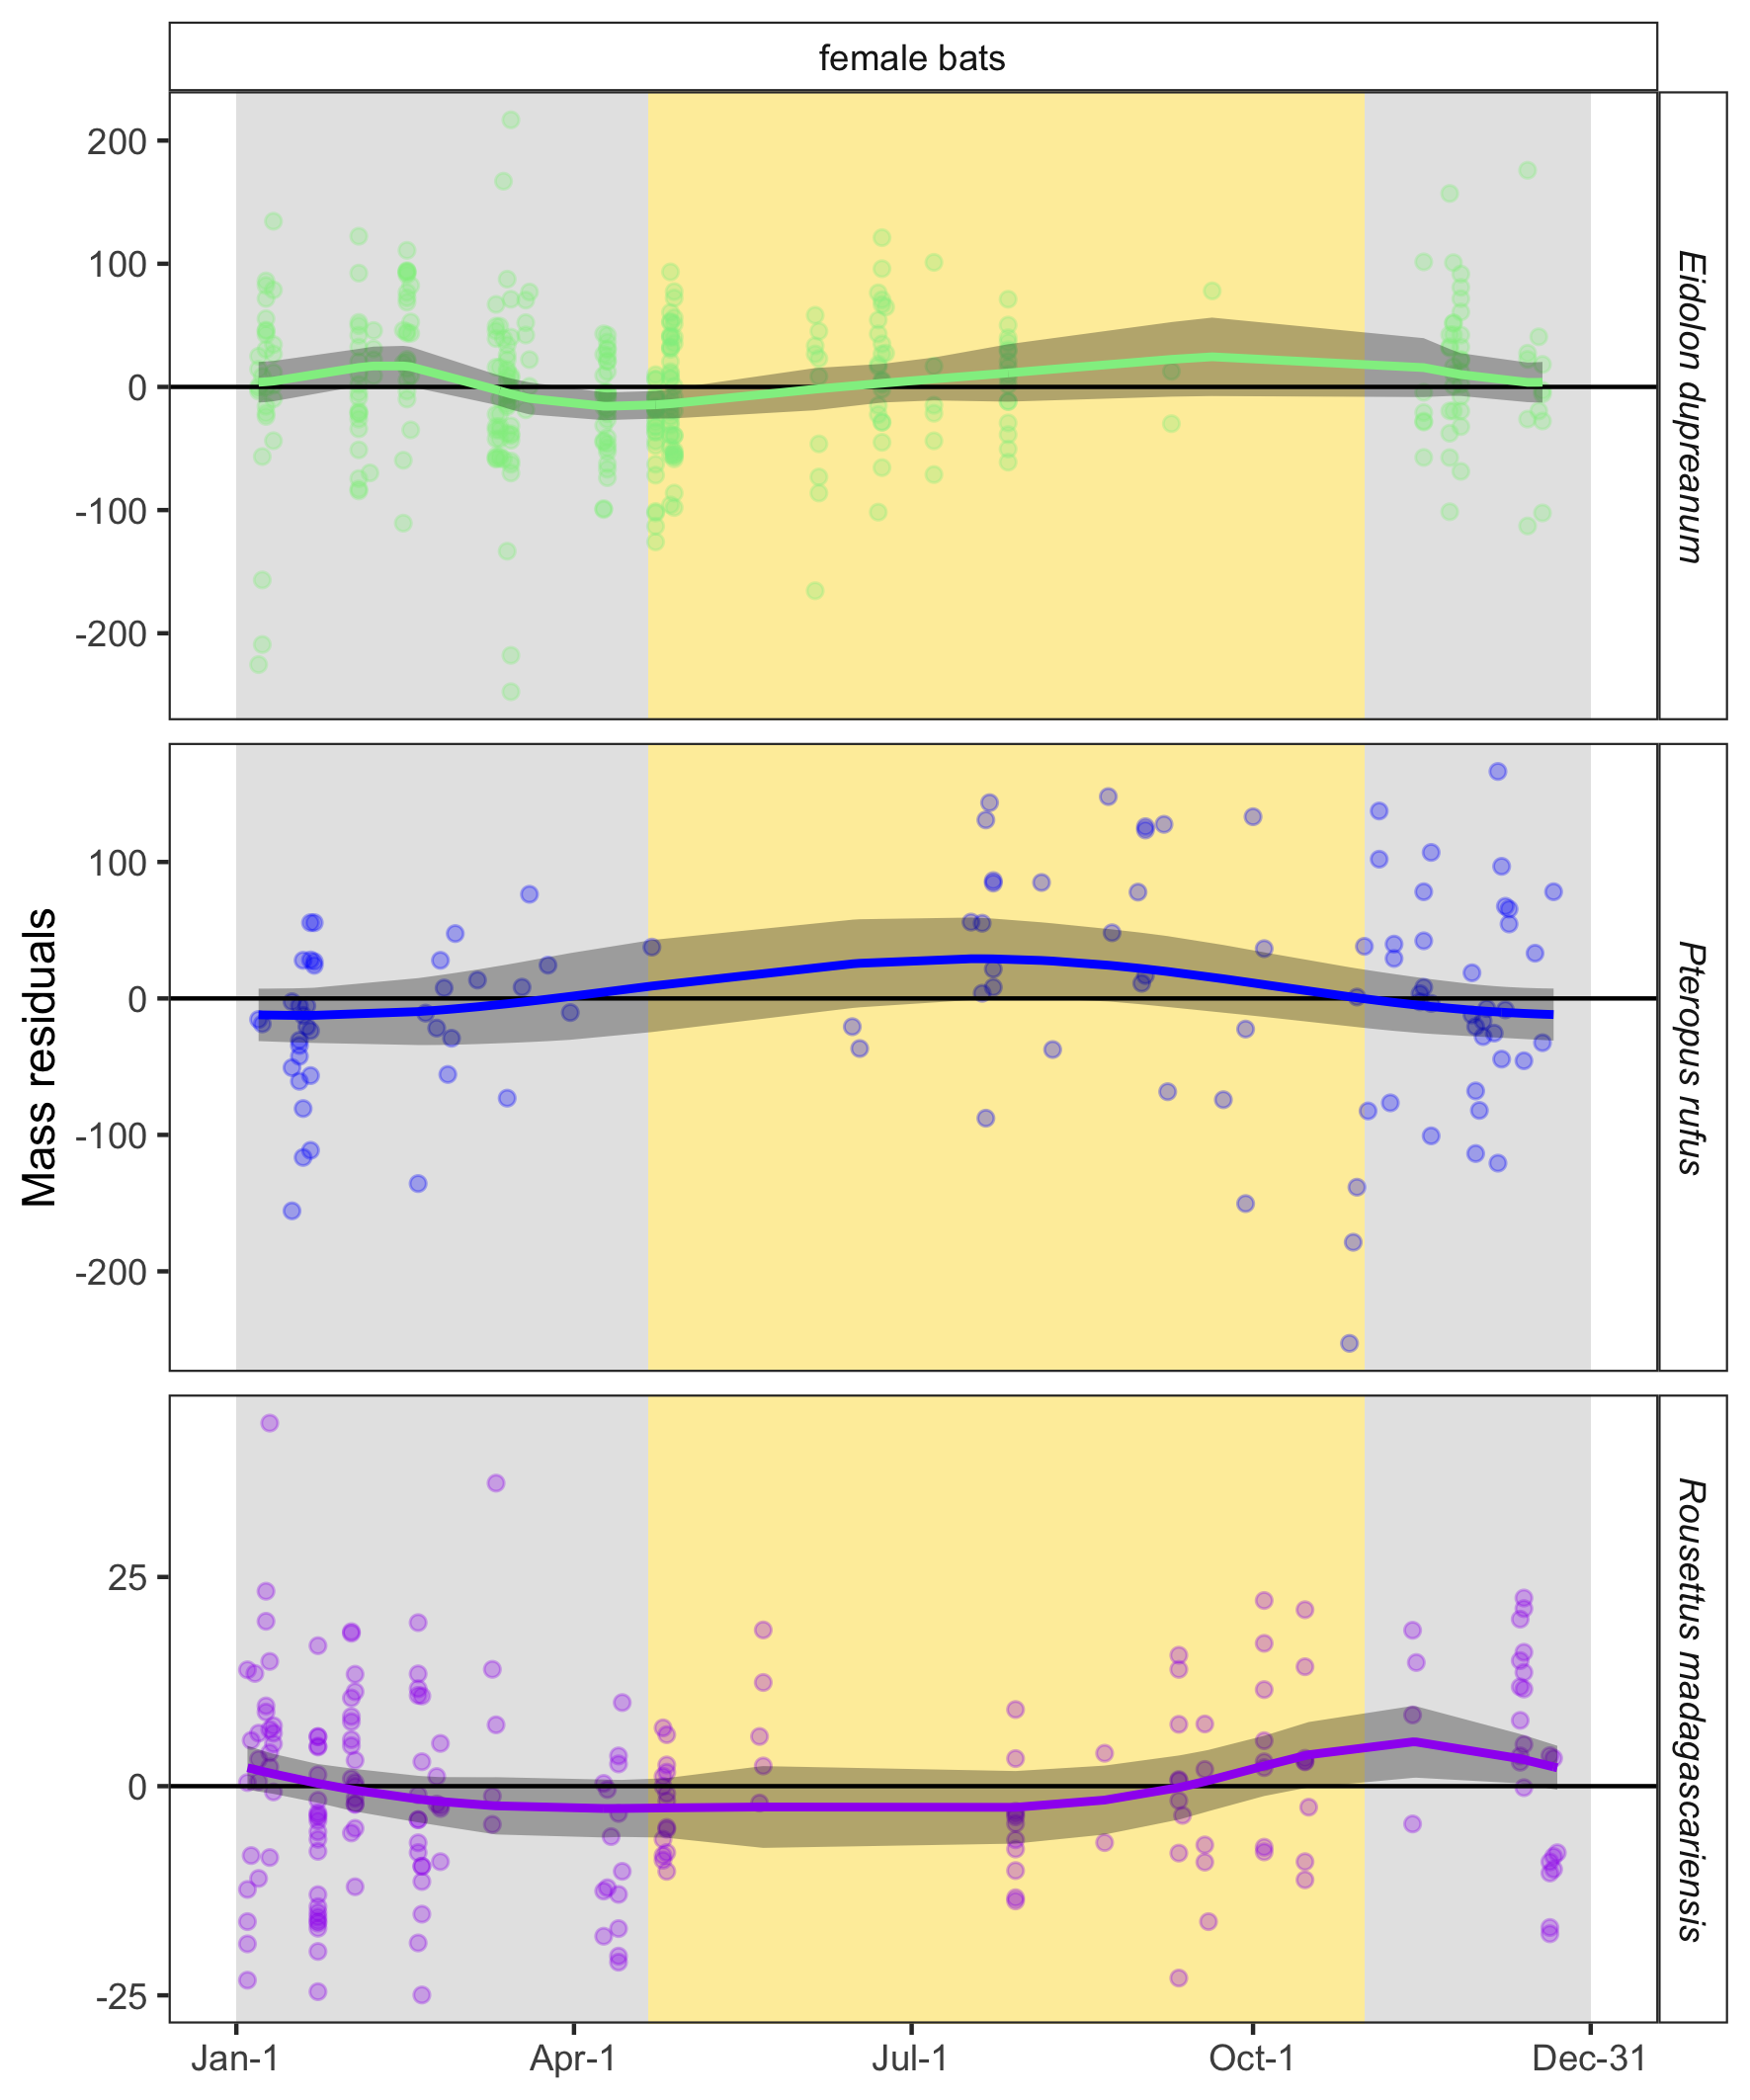 female bats
200
100
0
-100
-200
Eidolon dupreanum
Mass residuals
100
0
-100
-200
Pteropus rufus
25
0
-25
Rousettus madagascariensis
Jan-1
Apr-1
Jul-1
Oct-1
Dec-31